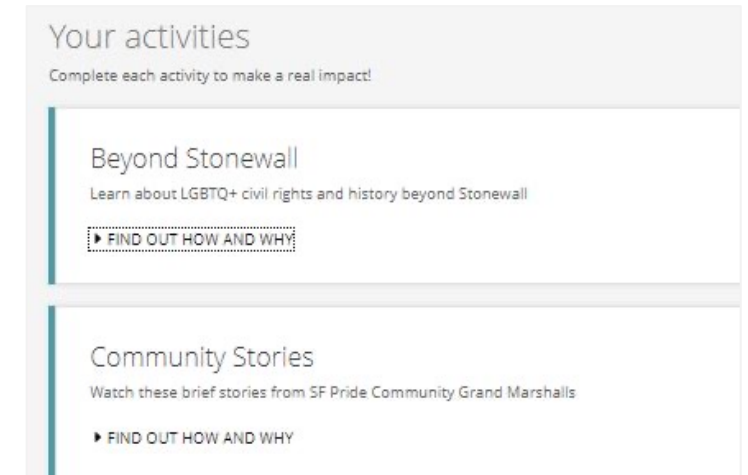 Your activities
Complete each activity to make a real impact!
Beyond Stonewall
Learn about LGBTQ+ civil rights and history beyond Stonewall
FIND OUT HOW AND WHY
Community Stories
Watch these brief stories from SF Pride Community Grand Marshalls
FIND OUT HOW AND WHY